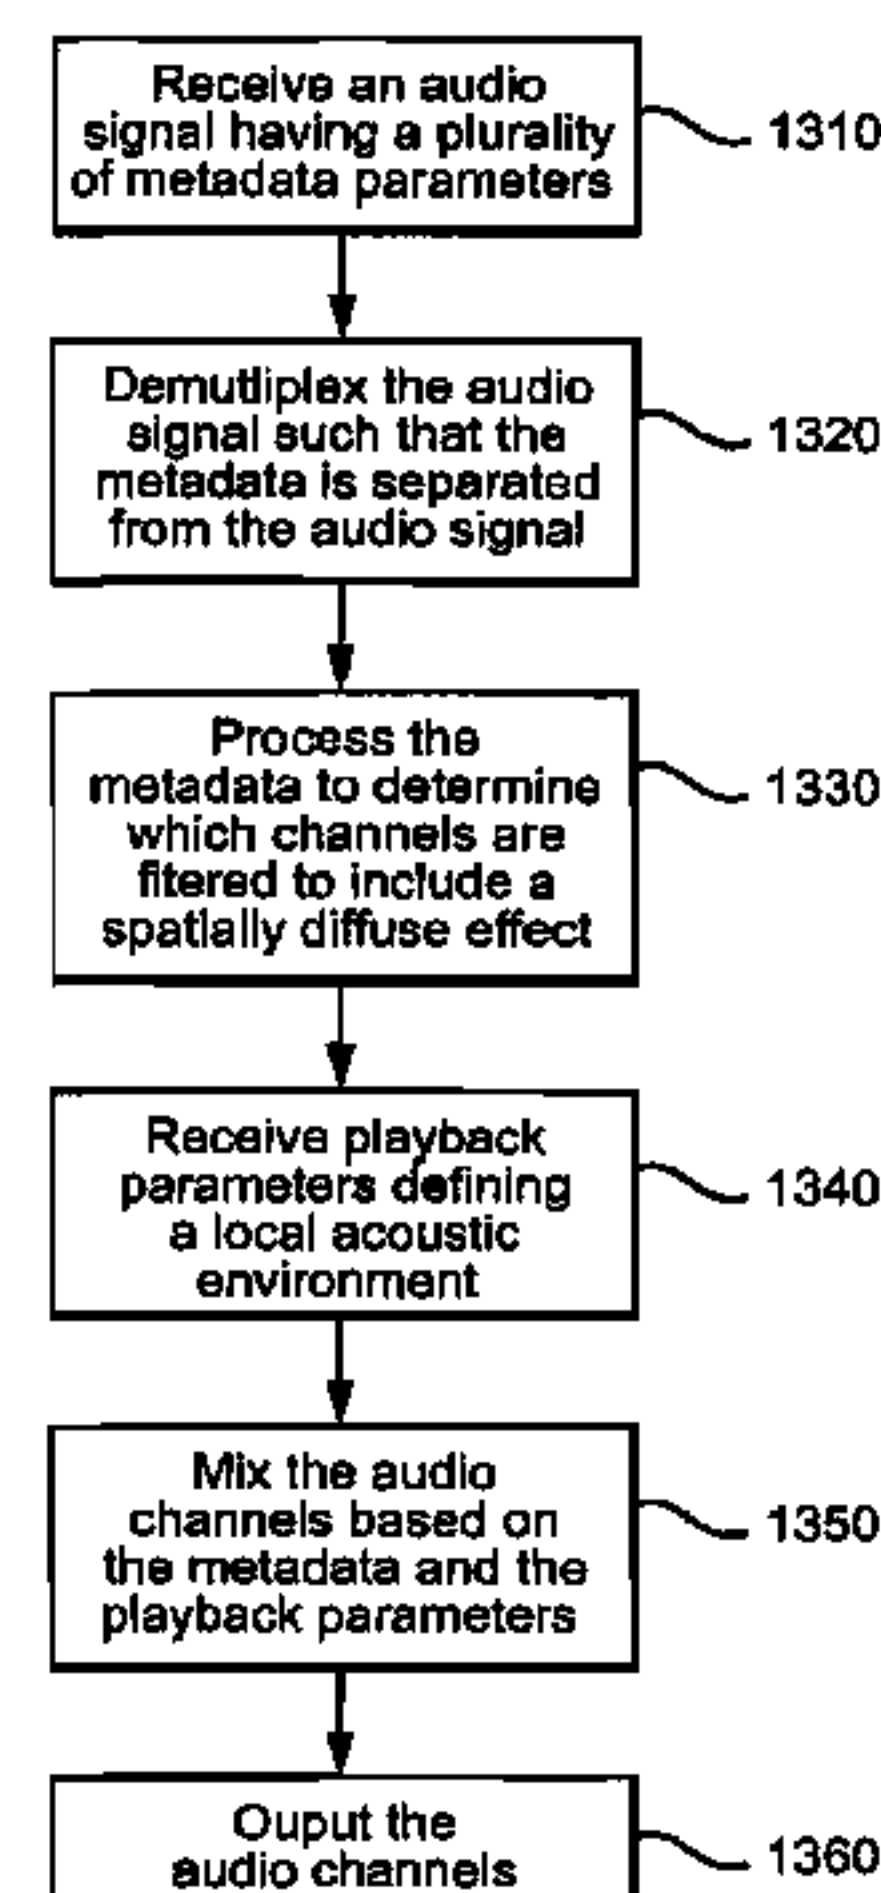 Receive an audio
signal having a plurality
of metadata parameters
1310
Demutliplex the audio
signal such that the
metadata is separated
from the audio signal
1320
Process the
metadata to determine
which channels are
fitered to include a
spatially diffuse effect
1330
Receive playback
parameters defining
a local acoustic
environment
1340
Mix the audio
channels based on
the metadata and the
playback parameters
1350
Ouput the
audio channels
1360